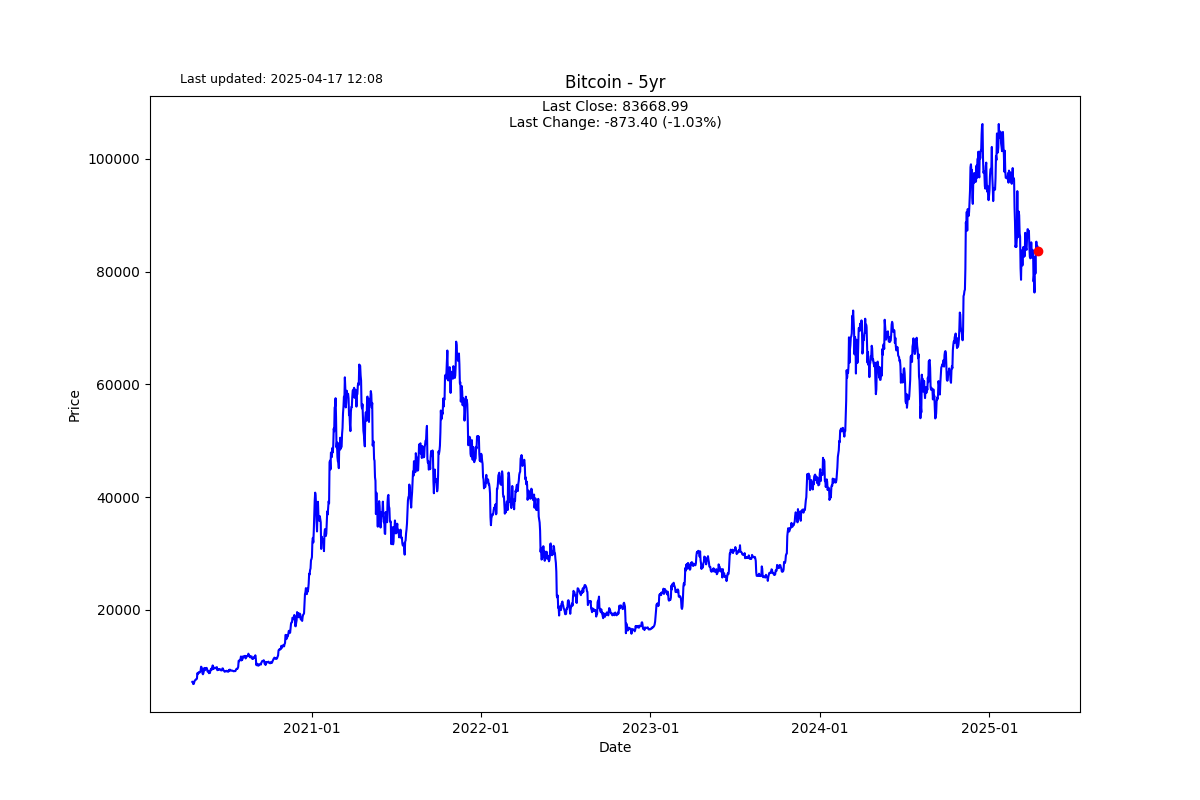 Last updated: 2025-04-17 12:08
Bitcoin - 5yr
Last Close: 83668.99
Last Change: -873.40 (-1.03%)
100000
80000
60000
40000
20000
Price
2021-01
2022-01
2023-01
2024-01
2025-01
Date